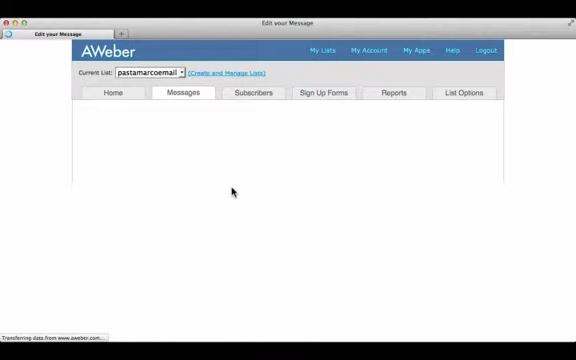 Edit your Message
Edit your Message
AWeber
My Lists My Account My Apps Help Logout
Current List: pastamarcoemail (Create and Manage Lists)
Home Messages Subscribers Sign Up Forms Reports List Options
Transferring data from www.aweber.com...